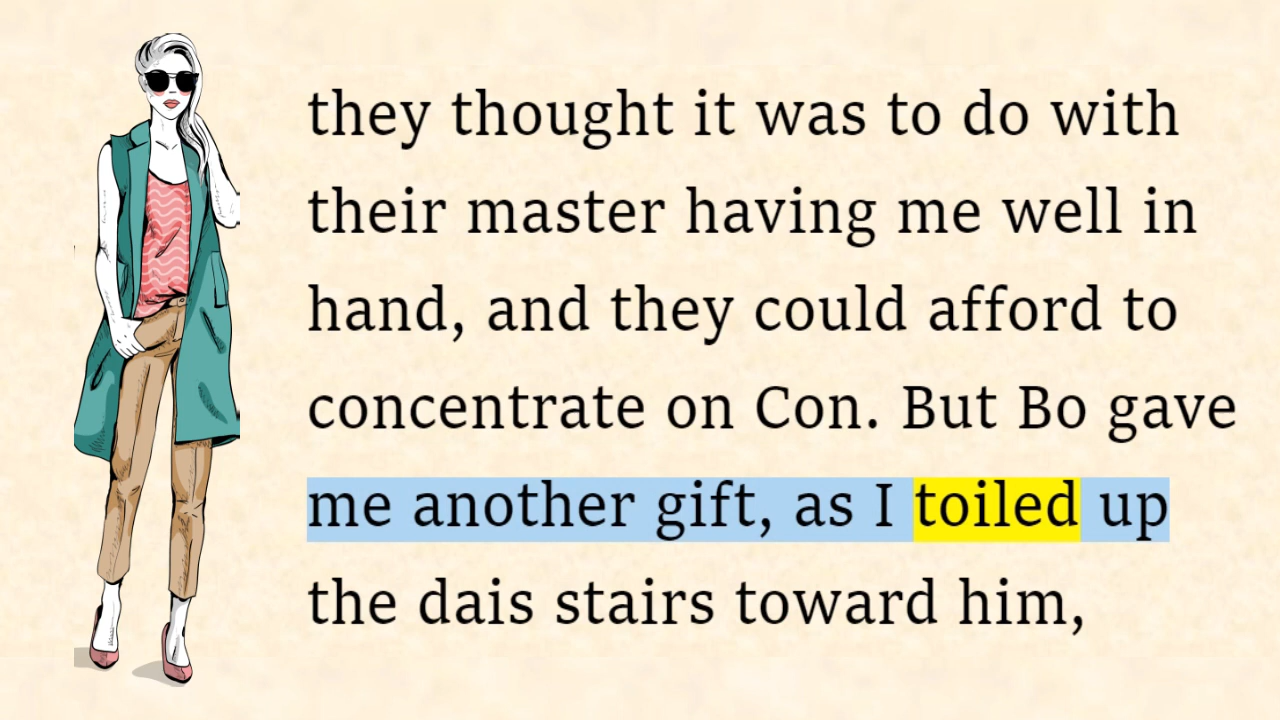 they thought it was to do with
their master having me well in
hand, and they could afford to
concentrate on Con. But Bo gave
me another gift, as I toiled up
the dais stairs toward him,